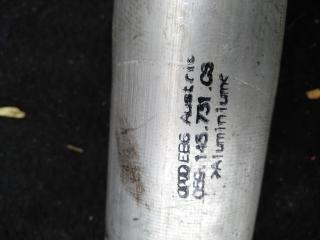 EBG Austria
059.145.731.CS
>Aluminium<